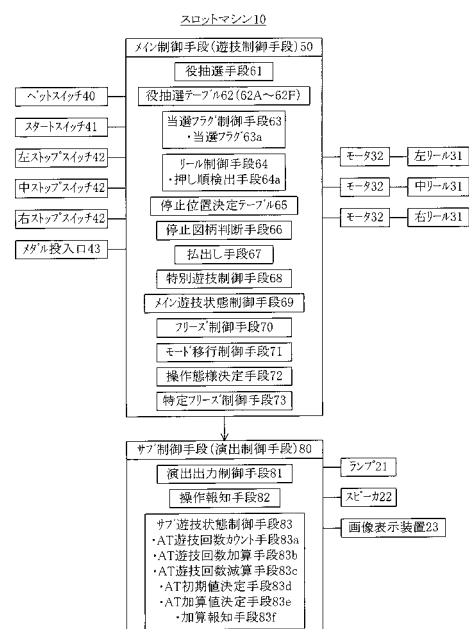 スロットマシン10
メイン制御手段(遊技制御手段)50
役抽選手段61
役抽選テーブル62(62A～62F)
当選フラグ制御手段63
・当選フラグ63a
リール制御手段64
・押し順検出手段64a
停止位置決定テーブル65
停止図柄判断手段66
払出し手段67
特別遊技制御手段68
メイン遊技状態制御手段69
フリーズ制御手段70
モード移行制御手段71
操作態様決定手段72
特定フリーズ制御手段73
ベットスイッチ40
スタートスイッチ41
左ストップスイッチ42
中ストップスイッチ42
右ストップスイッチ42
メダル投入口43
モータ32
左リール31
モータ32
中リール31
モータ32
右リール31
サブ制御手段(演出制御手段)80
演出出力制御手段81
操作報知手段82
サブ遊技状態制御手段83
・AT遊技回数カウント手段83a
・AT遊技回数加算手段83b
・AT遊技回数減算手段83c
・AT初期値決定手段83d
・AT加算値決定手段83e
・加算報知手段83f
ランプ21
スピーカ22
画像表示装置23